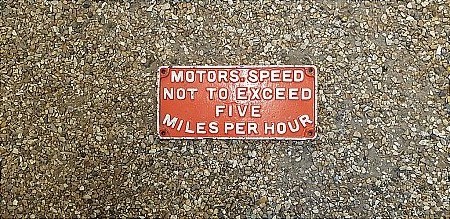 MOTORS. SPEED
NOT TO EXCEED
FIVE
MILES PER HOUR